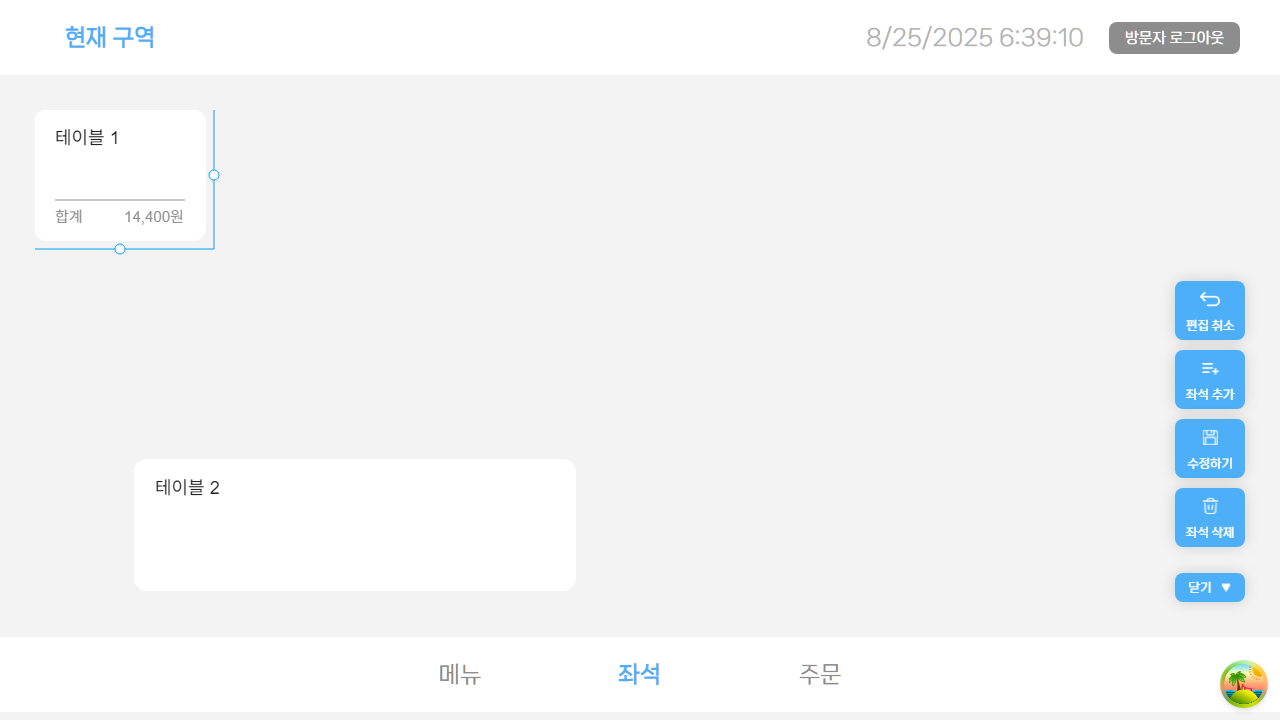 현재 구역
8/25/2025 6:39:10
방문자 로그아웃
테이블 1
합계 14,400원
편집 취소
좌석 추가
수정하기
좌석 삭제
닫기 ▼
테이블 2
메뉴
좌석
주문